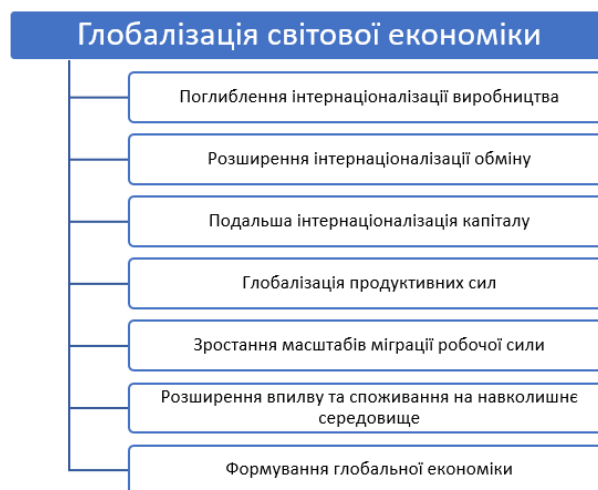 Глобалізація світової економіки
Поглиблення інтернаціоналізації виробництва
Розширення інтернаціоналізації обміну
Подальша інтернаціоналізація капіталу
Глобалізація продуктивних сил
Зростання масштабів міграції робочої сили
Розширення впилву та споживання на навколишнє
середовище
Формування глобальної економіки